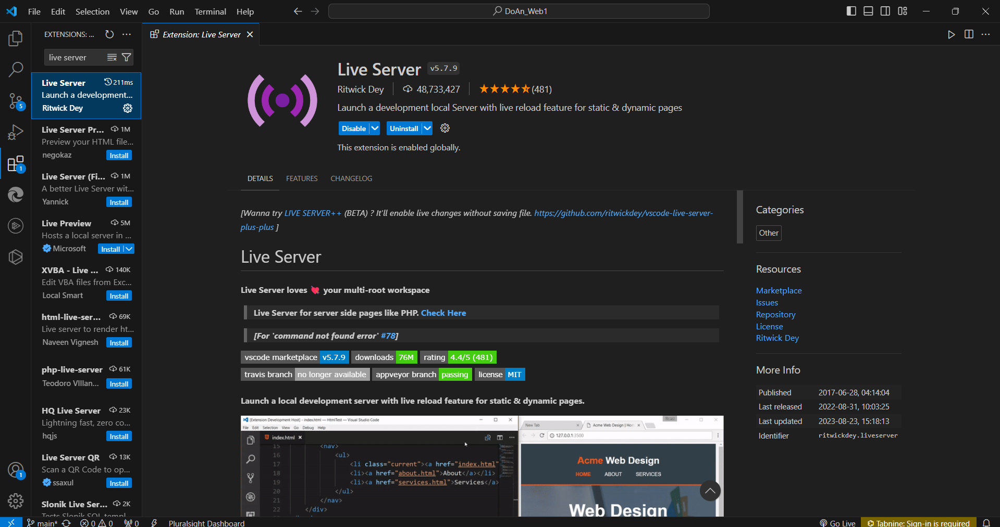 File Edit Selection View Go Run Terminal Help
DoAn_Web1
EXTENSIONS: ...
live server
Live Server 211ms
Launch a development...
Ritwick Dey
Live Server Pr... 1M
Preview your HTML file...
negokaz Install
Live Server (Fi... 1M
A better Live Server wit...
Yannick Install
Live Preview 5M
Hosts a local server in ...
Microsoft Install
XVBA - Live ... 140K
Edit VBA files from Exc...
Local Smart Install
html-live-ser... 69K
Live server to render ht...
Naveen Vignesh Install
php-live-server 61K
Teodoro VIllan... Install
HQ Live Server 23K
Lightning fast, zero co...
hqjs Install
Live Server QR 13K
Scan a QR Code to op...
ssaxul Install
Slonik Live Ser... 2K
Tests Slonik SQL templ
5
1
1
Extension: Live Server
Live Server v5.7.9
Ritwick Dey 48,733,427 (481)
Launch a development local Server with live reload feature for static & dynamic pages
Disable Uninstall
This extension is enabled globally.
DETAILS FEATURES CHANGELOG
[Wanna try LIVE SERVER++ (BETA) ? It'll enable live changes without saving file. https://github.com/ritwickdey/vscode-live-server-
plus-plus ]
Live Server
Live Server loves 💘 your multi-root workspace
Live Server for server side pages like PHP. Check Here
[For `command not found error` #78]
vscode marketplace v5.7.9 downloads 76M rating 4.4/5 (481)
travis branch no longer available appveyor branch passing license MIT
Launch a local development server with live reload feature for static & dynamic pages.
[Extension Development Host] - index.html — HtmlTest — Visual Studio Code
File Edit Selection View Go Debug Help
index.html
15 <nav>
16 <ul>
17 <li class="current"><a href="index.html"
18 <li><a href="about.html">About</a></li>
19 <li><a href="services.html">Services</a>
20 </ul>
21 </nav>
22 </div>
New Tab Acme Web Design | Hom
127.0.0.1:3500
Acme Web Design
HOME ABOUT SERVICES
Web Design
Categories
Other
Resources
Marketplace
Issues
Repository
License
Ritwick Dey
More Info
Published 2017-06-28, 04:14:04
Last released 2022-08-31, 10:03:25
Last updated 2023-08-23, 15:18:13
Identifier ritwickdey.liveserver
main* 0 0 0 Pluralsight Dashboard Go Live Tabnine: Sign-in is required